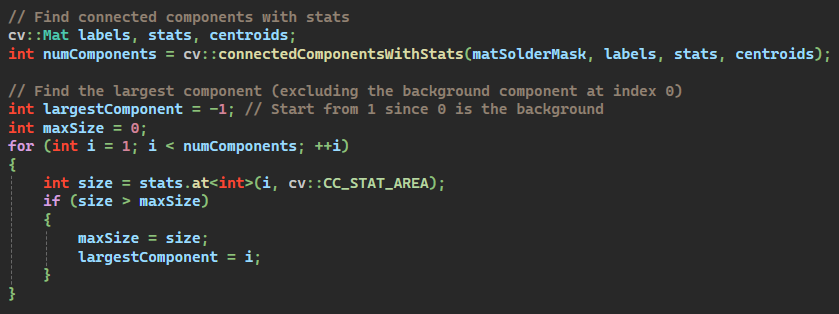 // Find connected components with stats
cv::Mat labels, stats, centroids;
int numComponents = cv::connectedComponentsWithStats(matSolderMask, labels, stats, centroids);

// Find the largest component (excluding the background component at index 0)
int largestComponent = -1; // Start from 1 since 0 is the background
int maxSize = 0;
for (int i = 1; i < numComponents; ++i)
{
    int size = stats.at<int>(i, cv::CC_STAT_AREA);
    if (size > maxSize)
    {
        maxSize = size;
        largestComponent = i;
    }
}